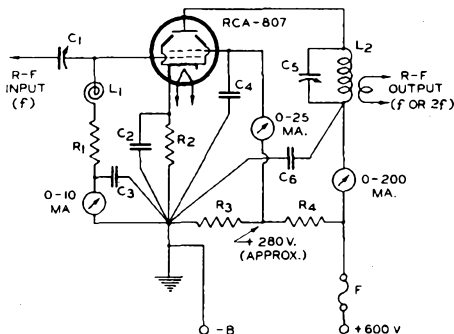 RCA-807
C1
R-F
INPUT
(f)
L1
C2
R1
R2
C3
0-10
MA
C4
C5
L2
R-F
OUTPUT
(f OR 2f)
0-25
MA.
C6
0-200
MA.
R3
R4
+ 280 V.
(APPROX.)
F
-B
+600 V